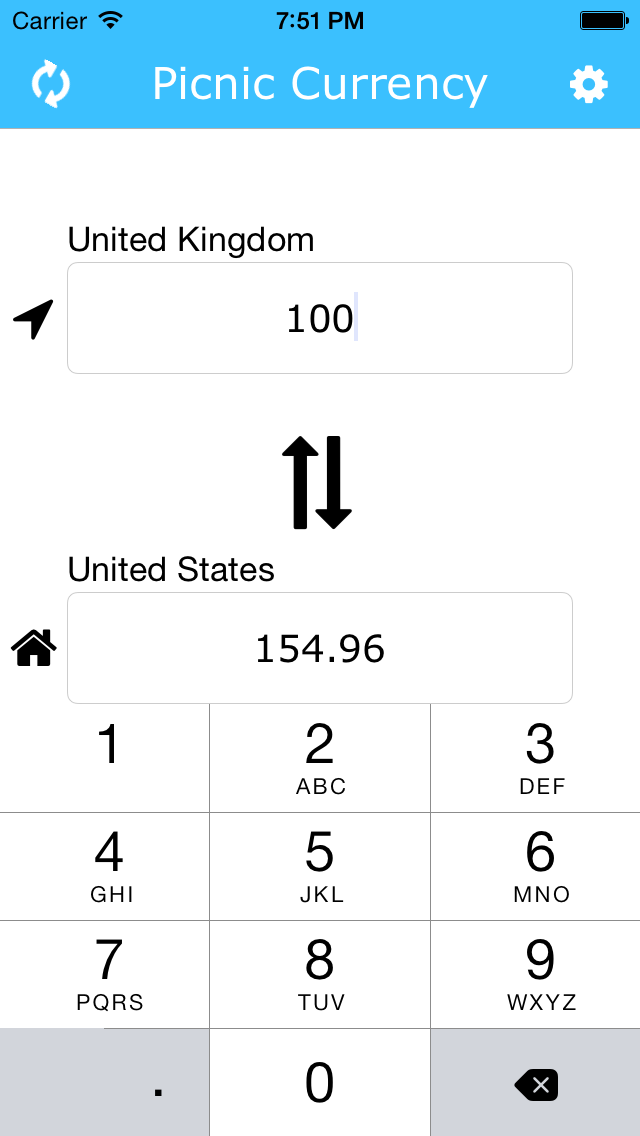 Carrier 7:51 PM
Picnic Currency
United Kingdom
100
United States
154.96
1 2 3
ABC DEF
4 5 6
GHI JKL MNO
7 8 9
PQRS TUV WXYZ
. 0